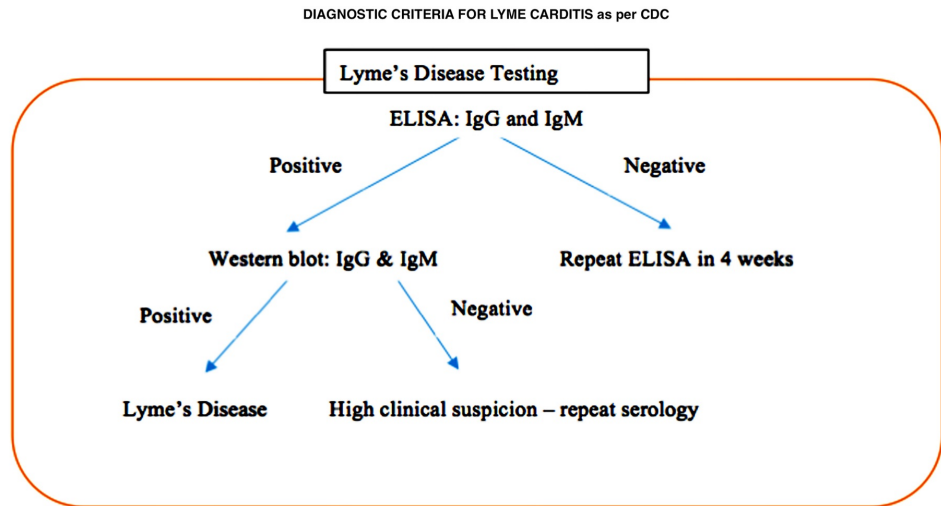 DIAGNOSTIC CRITERIA FOR LYME CARDITIS as per CDC
Lyme's Disease Testing
ELISA: IgG and IgM
Positive
Negative
Western blot: IgG & IgM
Repeat ELISA in 4 weeks
Positive
Negative
Lyme's Disease
High clinical suspicion – repeat serology